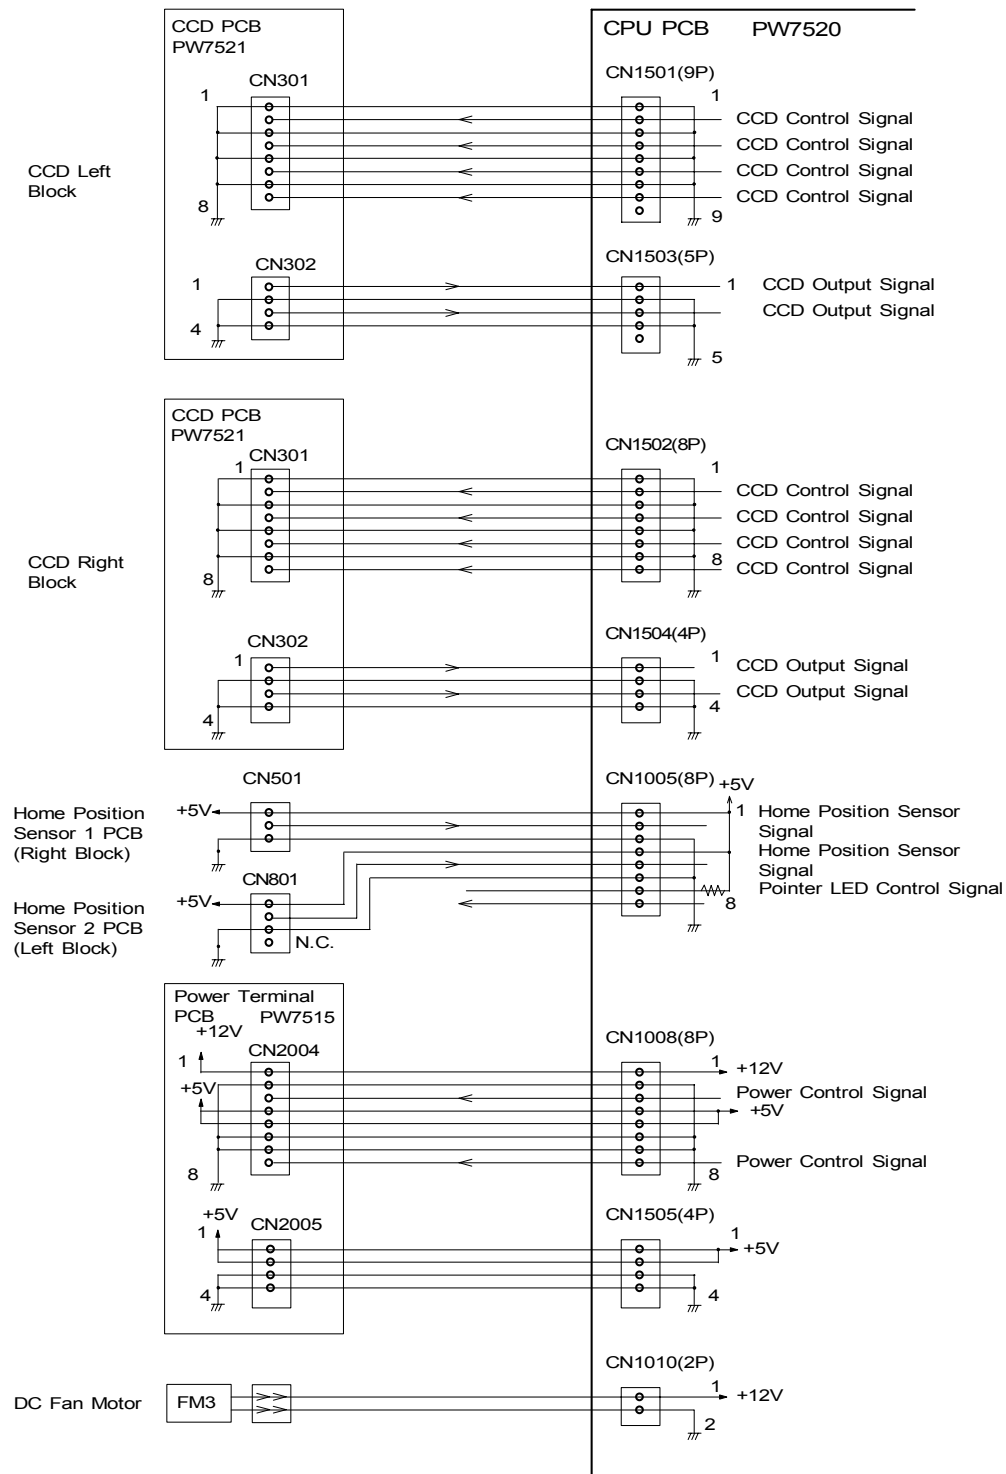 CCD PCB
PW7521
CPU PCB PW7520
CN301
CN1501(9P)
1
1
CCD Control Signal
CCD Control Signal
CCD Left
Block
CCD Control Signal
CCD Control Signal
8
9
CN302
CN1503(5P)
1
1 CCD Output Signal
CCD Output Signal
4
5
CCD PCB
PW7521
CN301
CN1502(8P)
1
1
CCD Control Signal
CCD Control Signal
CCD Control Signal
CCD Right
Block
8
8 CCD Control Signal
CN302
CN1504(4P)
1
1
CCD Output Signal
CCD Output Signal
4
4
CN501
CN1005(8P)
+5V
Home Position
Sensor 1 PCB
(Right Block)
+5V
1 Home Position Sensor
Signal
Home Position Sensor
Signal
CN801
Pointer LED Control Signal
8
Home Position
Sensor 2 PCB
(Left Block)
+5V
N.C.
Power Terminal
PCB PW7515
+12V
CN2004
CN1008(8P)
1
1
+12V
+5V
Power Control Signal
+5V
8
8
Power Control Signal
+5V
CN2005
CN1505(4P)
1
1
+5V
4
4
CN1010(2P)
DC Fan Motor
FM3
1
+12V
2